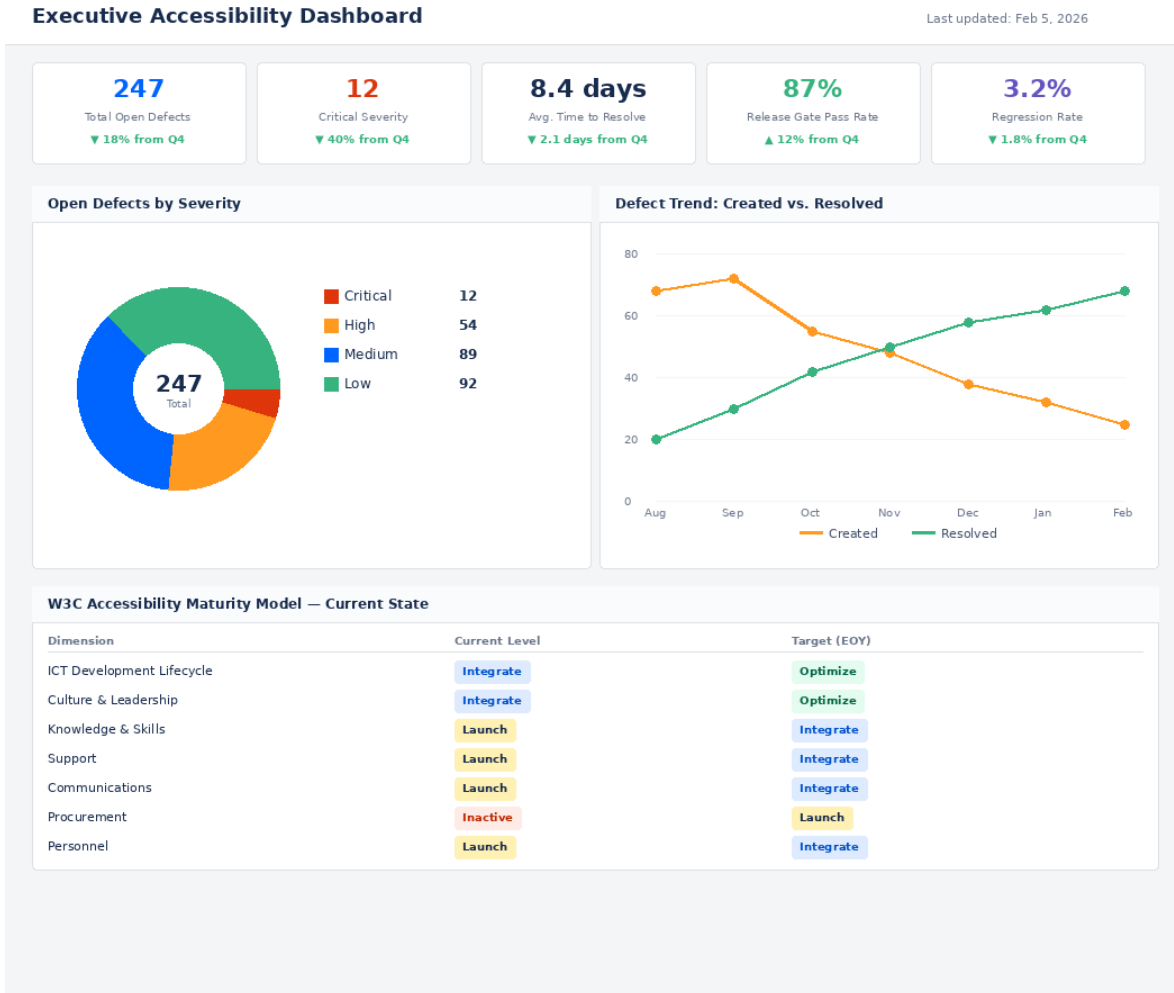 Executive Accessibility Dashboard
Last updated: Feb 5, 2026
247
Total Open Defects
▼ 18% from Q4
12
Critical Severity
▼ 40% from Q4
8.4 days
Avg. Time to Resolve
▼ 2.1 days from Q4
87%
Release Gate Pass Rate
▲ 12% from Q4
3.2%
Regression Rate
▼ 1.8% from Q4
Open Defects by Severity
247
Total
Critical 12
High 54
Medium 89
Low 92
Defect Trend: Created vs. Resolved
80
60
40
20
0
Aug Sep Oct Nov Dec Jan Feb
Created Resolved
W3C Accessibility Maturity Model — Current State
Dimension Current Level Target (EOY)
ICT Development Lifecycle Integrate Optimize
Culture & Leadership Integrate Optimize
Knowledge & Skills Launch Integrate
Support Launch Integrate
Communications Launch Integrate
Procurement Inactive Launch
Personnel Launch Integrate